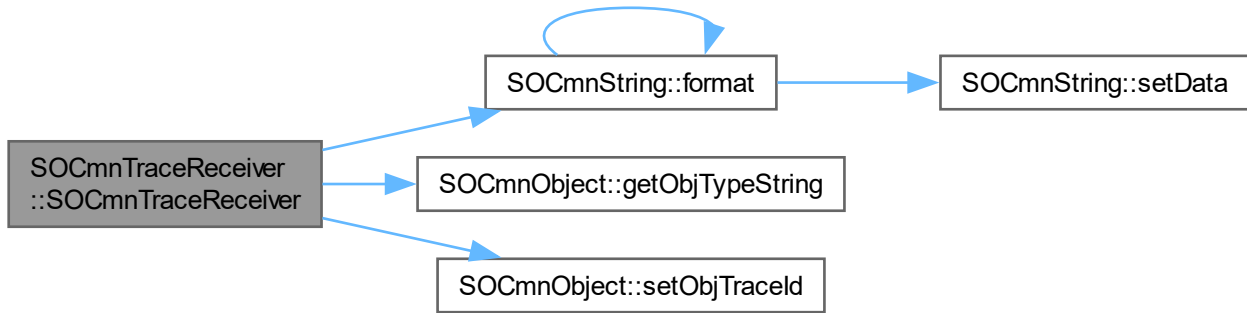 SOCmnTraceReceiver
::SOCmnTraceReceiver
SOCmnString::format
SOCmnString::setData
SOCmnObject::getObjTypeString
SOCmnObject::setObjTraceId